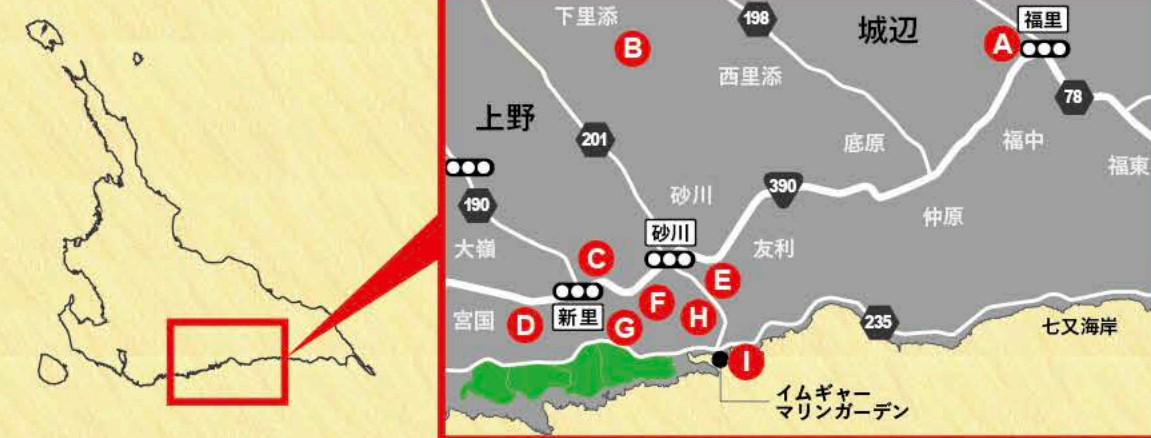 下里添
198
城辺
福里
A
B
西里添
78
上野
201
底原
福中
福東
190
砂川
390
仲原
大嶺
砂川
友利
C
E
宮国
D
新里
F
H
G
235
七又海岸
I
イムギャー
マリンガーデン